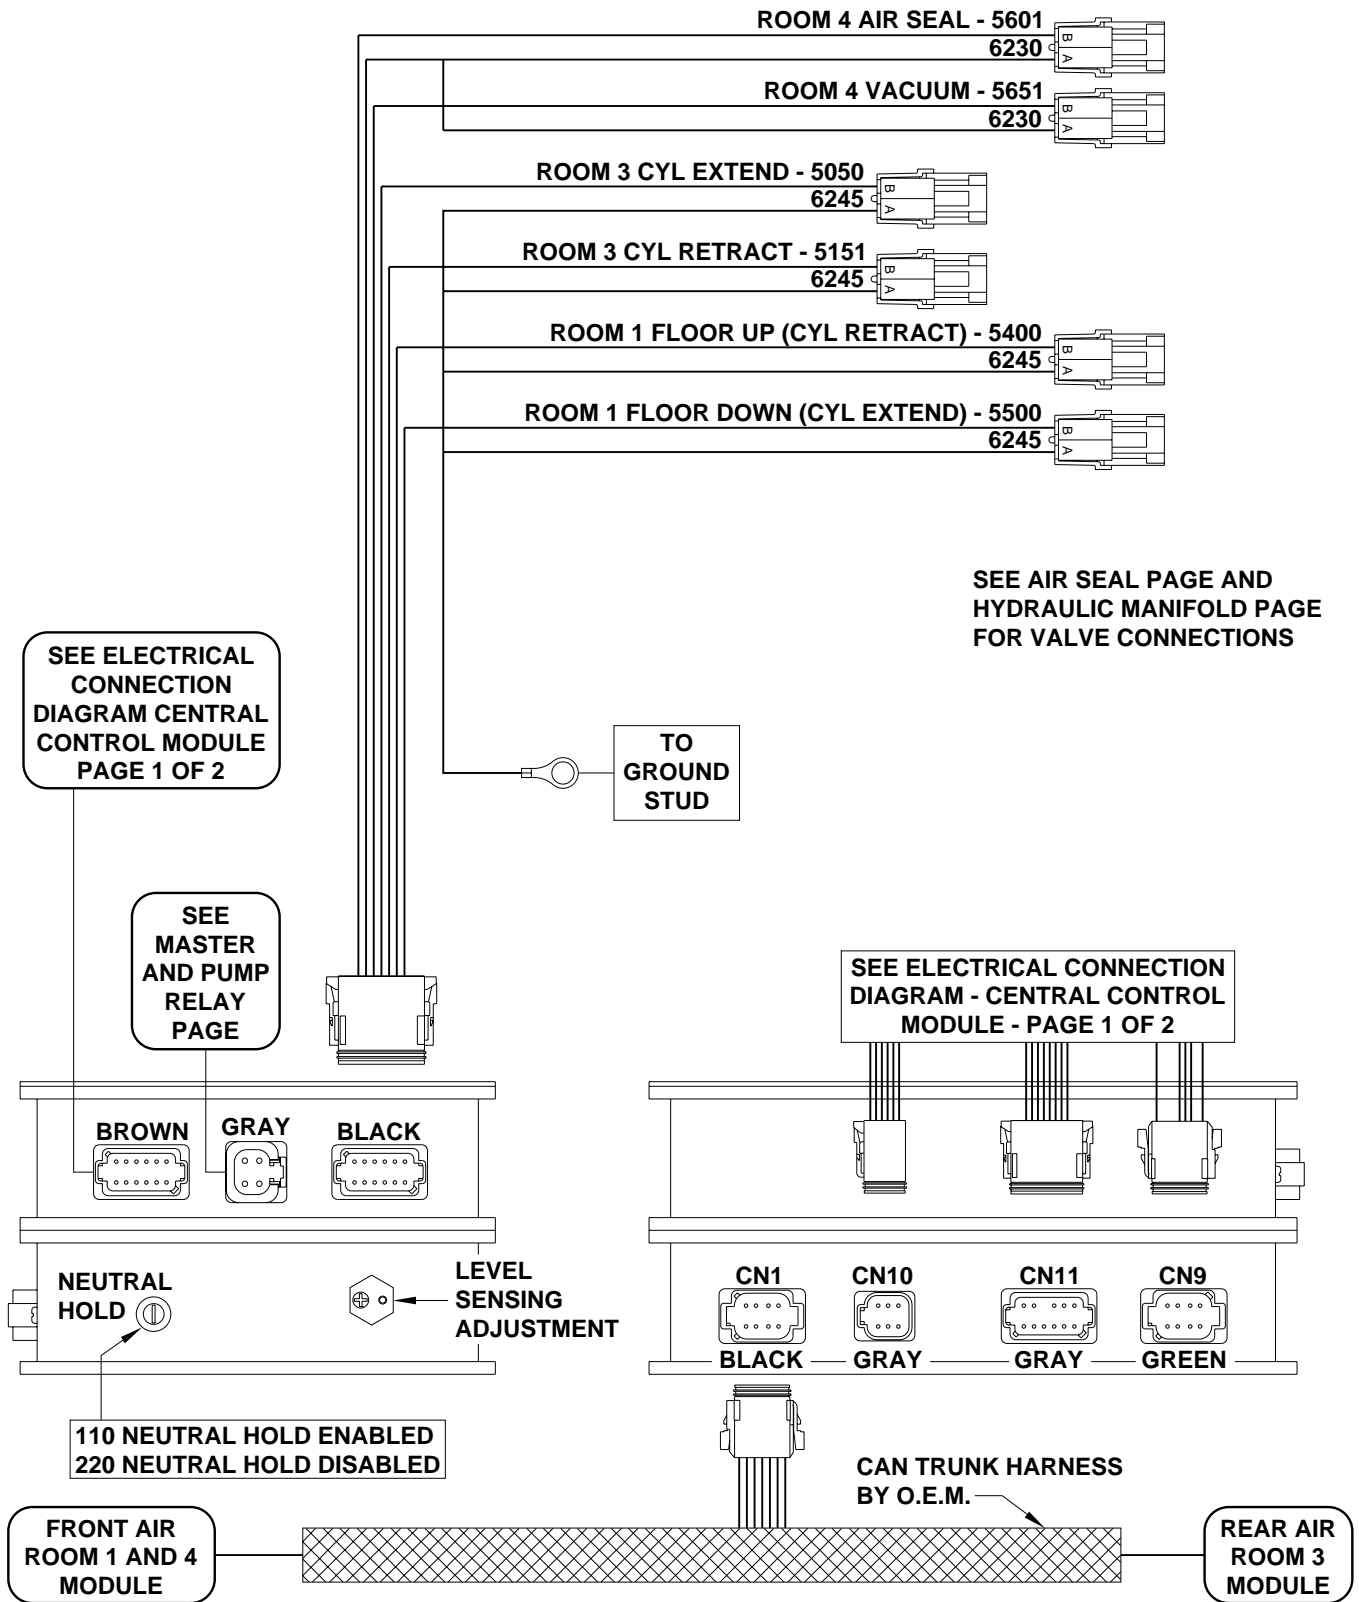 ROOM 4 AIR SEAL - 5601
6230
B
A
ROOM 4 VACUUM - 5651
6230
B
A
ROOM 3 CYL EXTEND - 5050
6245
B
A
ROOM 3 CYL RETRACT - 5151
6245
B
A
ROOM 1 FLOOR UP (CYL RETRACT) - 5400
6245
B
A
ROOM 1 FLOOR DOWN (CYL EXTEND) - 5500
6245
B
A
SEE AIR SEAL PAGE AND
HYDRAULIC MANIFOLD PAGE
FOR VALVE CONNECTIONS
SEE ELECTRICAL
CONNECTION
DIAGRAM CENTRAL
CONTROL MODULE
PAGE 1 OF 2
TO
GROUND
STUD
SEE
MASTER
AND PUMP
RELAY
PAGE
SEE ELECTRICAL CONNECTION
DIAGRAM - CENTRAL CONTROL
MODULE - PAGE 1 OF 2
BROWN
GRAY
BLACK
NEUTRAL
HOLD
LEVEL
SENSING
ADJUSTMENT
CN1
CN10
CN11
CN9
BLACK
GRAY
GRAY
GREEN
110 NEUTRAL HOLD ENABLED
220 NEUTRAL HOLD DISABLED
CAN TRUNK HARNESS
BY O.E.M.
FRONT AIR
ROOM 1 AND 4
MODULE
REAR AIR
ROOM 3
MODULE